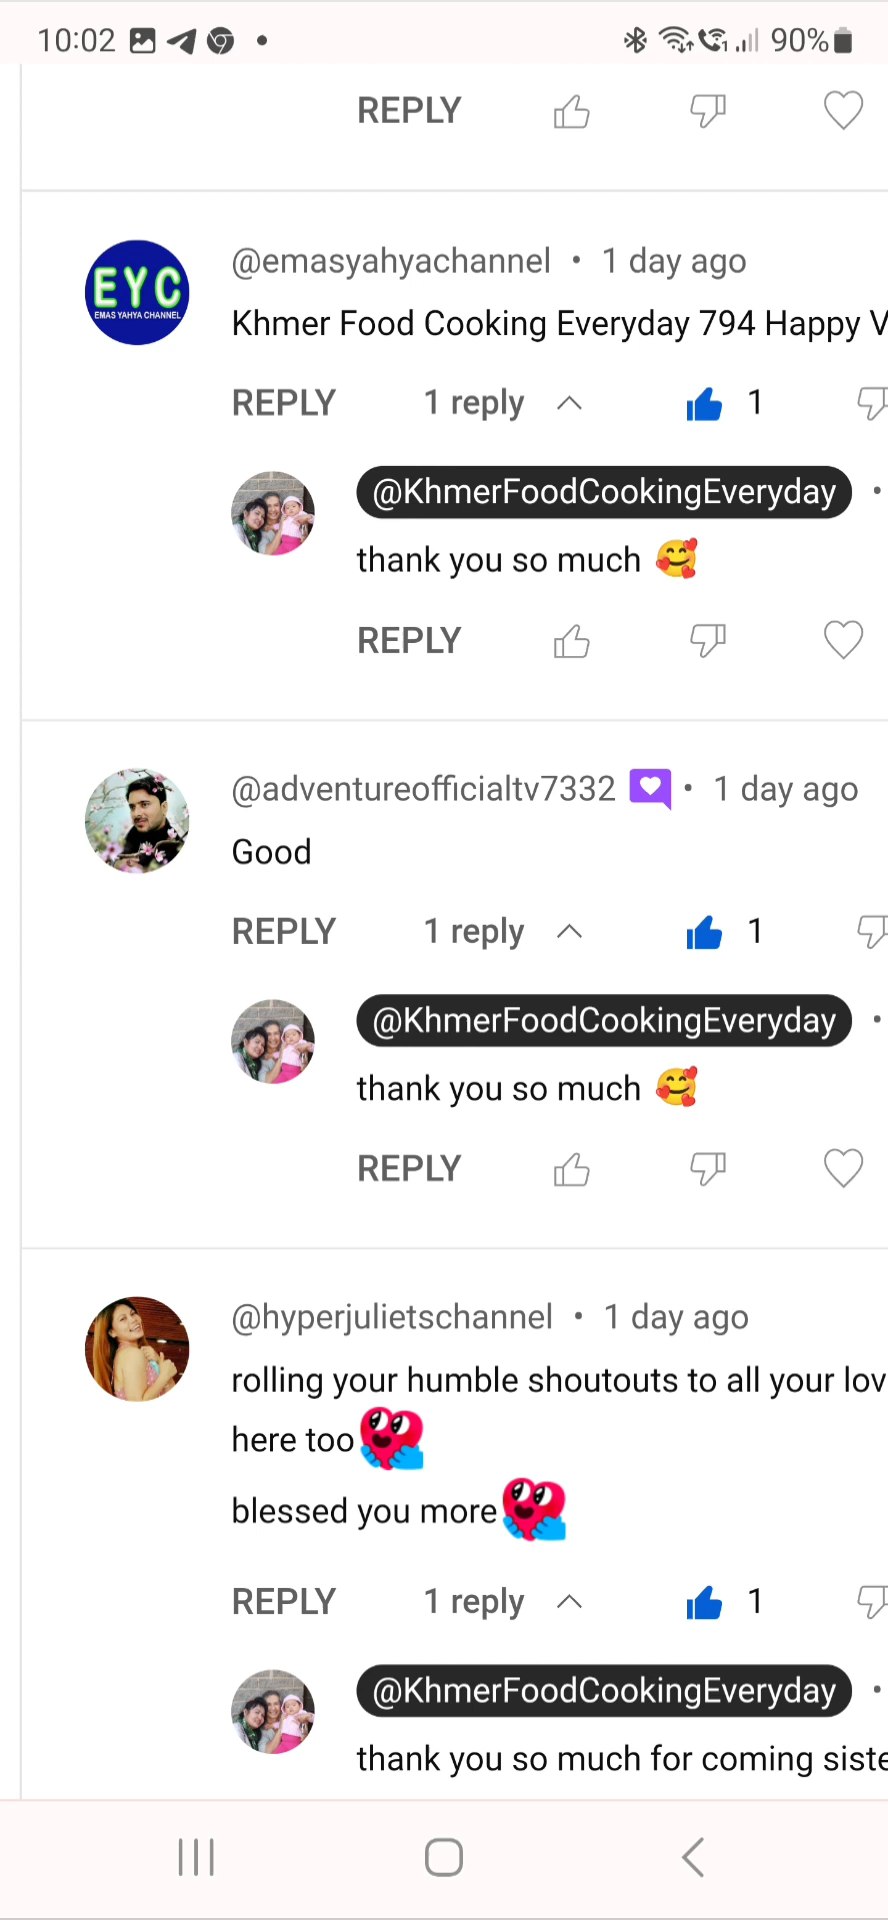 10:02
90%
REPLY
@emasyahyachannel • 1 day ago
EYC
EMAS YAHYA CHANNEL
Khmer Food Cooking Everyday 794 Happy V
REPLY 1 reply 1
@KhmerFoodCookingEveryday •
thank you so much 🥰
REPLY
@adventureofficialtv7332 • 1 day ago
Good
REPLY 1 reply 1
@KhmerFoodCookingEveryday •
thank you so much 🥰
REPLY
@hyperjulietschannel • 1 day ago
rolling your humble shoutouts to all your lov
here too
blessed you more
REPLY 1 reply 1
@KhmerFoodCookingEveryday •
thank you so much for coming siste